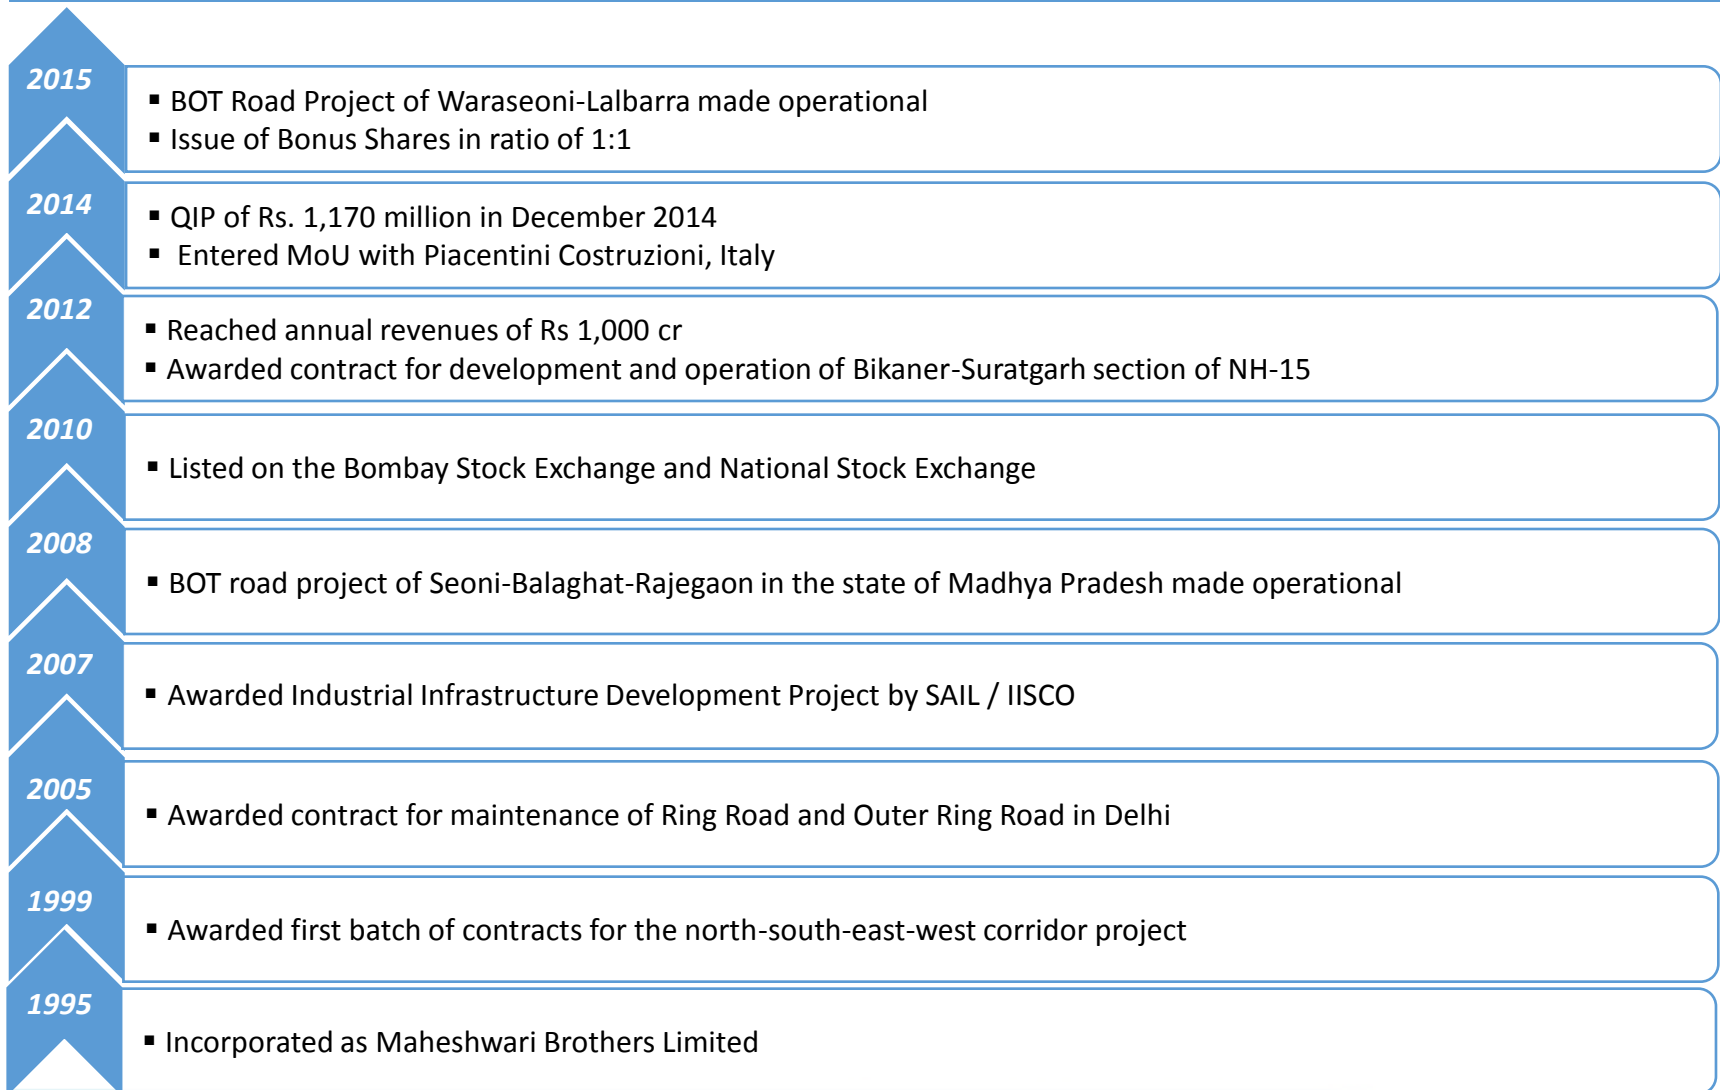 2015
▪ BOT Road Project of Waraseoni-Lalbarra made operational
▪ Issue of Bonus Shares in ratio of 1:1
2014
▪ QIP of Rs. 1,170 million in December 2014
▪ Entered MoU with Piacentini Costruzioni, Italy
2012
▪ Reached annual revenues of Rs 1,000 cr
▪ Awarded contract for development and operation of Bikaner-Suratgarh section of NH-15
2010
▪ Listed on the Bombay Stock Exchange and National Stock Exchange
2008
▪ BOT road project of Seoni-Balaghat-Rajegaon in the state of Madhya Pradesh made operational
2007
▪ Awarded Industrial Infrastructure Development Project by SAIL / IISCO
2005
▪ Awarded contract for maintenance of Ring Road and Outer Ring Road in Delhi
1999
▪ Awarded first batch of contracts for the north-south-east-west corridor project
1995
▪ Incorporated as Maheshwari Brothers Limited